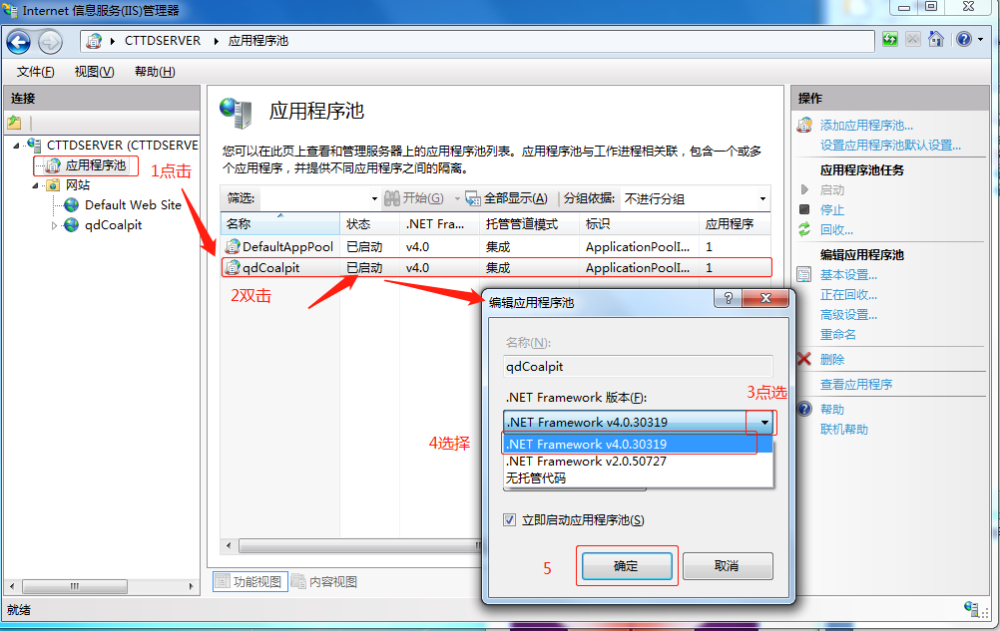 Internet 信息服务(IIS)管理器
CTTDSERVER
应用程序池
文件(F)
视图(V)
帮助(H)
连接
CTTDSERVER (CTTDSERVE
应用程序池
网站
Default Web Site
qdCoalpit
1点击
应用程序池
您可以在此页上查看和管理服务器上的应用程序池列表。应用程序池与工作进程相关联，包含一个或多
个应用程序，并提供不同应用程序之间的隔离。
筛选:
开始(G)
全部显示(A)
分组依据:
不进行分组
名称 状态 .NET Fra... 托管管道模式 标识 应用程序
DefaultAppPool 已启动 v4.0 集成 ApplicationPoolI... 1
qdCoalpit 已启动 v4.0 集成 ApplicationPoolI... 1
2双击
编辑应用程序池
名称(N):
qdCoalpit
.NET Framework 版本(F):
3点选
.NET Framework v4.0.30319
4选择
.NET Framework v4.0.30319
.NET Framework v2.0.50727
无托管代码
立即启动应用程序池(S)
5
确定
取消
功能视图
内容视图
操作
添加应用程序池...
设置应用程序池默认设置...
应用程序池任务
启动
停止
回收...
编辑应用程序池
基本设置...
正在回收...
高级设置...
重命名
删除
查看应用程序
帮助
联机帮助
就绪